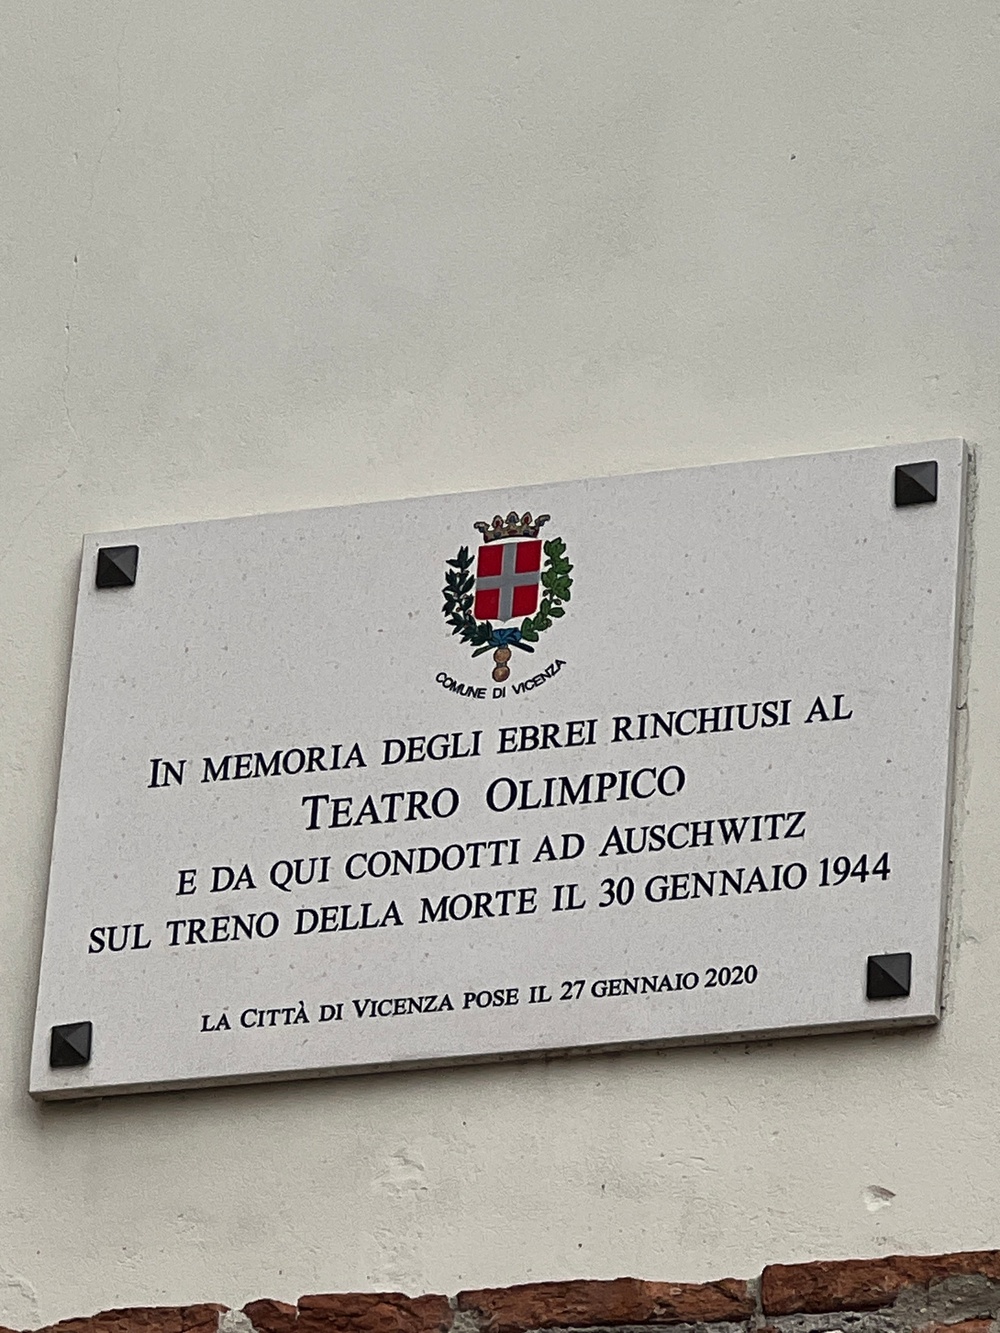 COMUNE DI VICENZA
IN MEMORIA DEGLI EBREI RINCHIUSI AL
TEATRO OLIMPICO
E DA QUI CONDOTTI AD AUSCHWITZ
SUL TRENO DELLA MORTE IL 30 GENNAIO 1944
LA CITTÀ DI VICENZA POSE IL 27 GENNAIO 2020